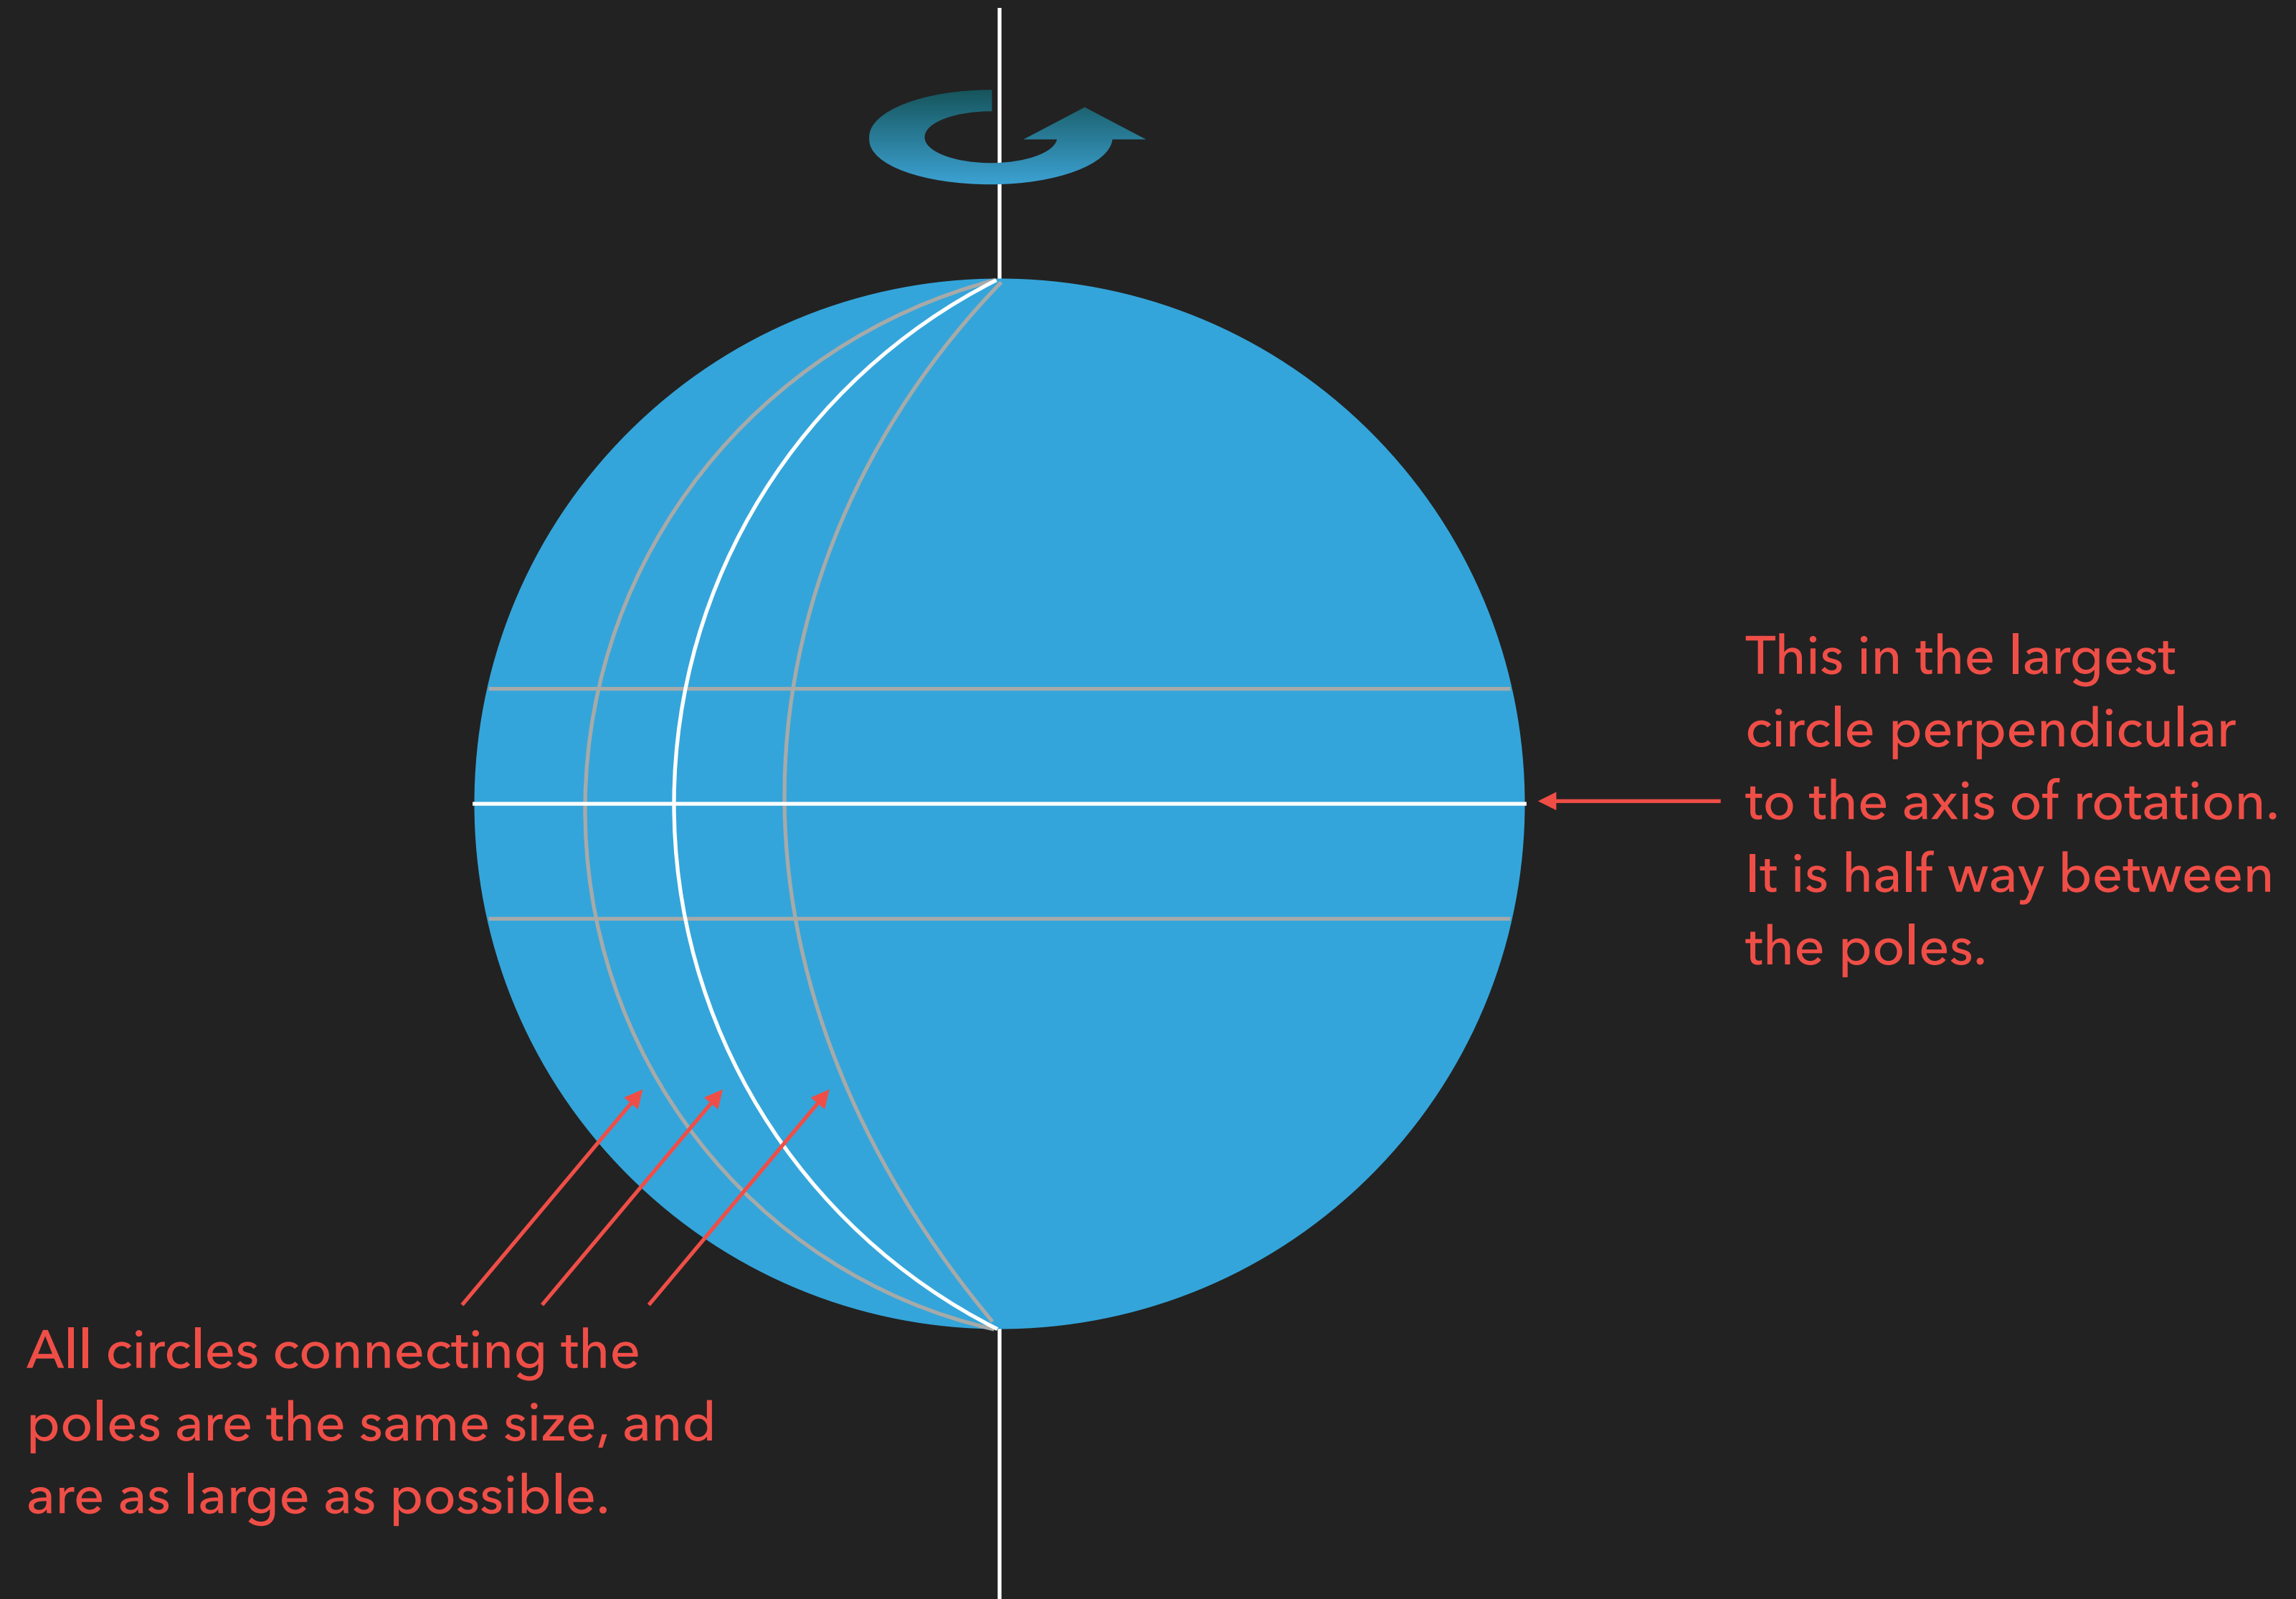 This in the largest
circle perpendicular
to the axis of rotation.
It is half way between
the poles.
All circles connecting the
poles are the same size, and
are as large as possible.